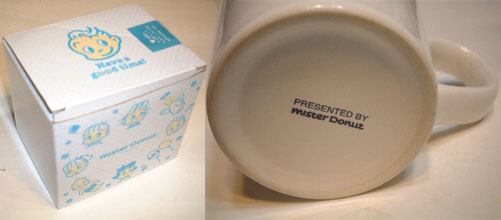 Have a
good time!
mister Donut
PRESENTED BY
mister Donut